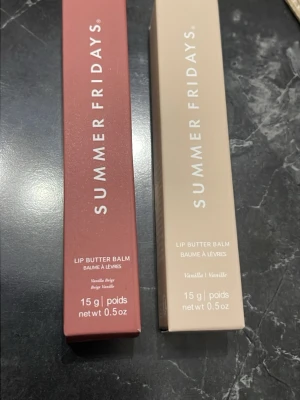 SUMMER FRIDAYS®
LIP BUTTER BALM
BAUME À LÈVRES
Vanilla Beige
Beige Vanille
15 g | poids
net wt 0.5 oz
SUMMER FRIDAYS®
LIP BUTTER BALM
BAUME À LÈVRES
Vanilla | Vanille
15 g | poids
net wt 0.5 oz